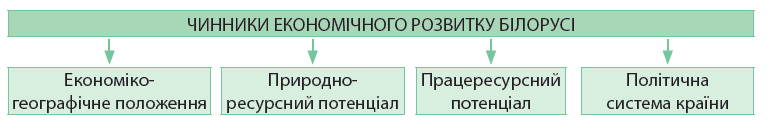 ЧИННИКИ ЕКОНОМІЧНОГО РОЗВИТКУ БІЛОРУСІ
Економіко-
географічне положення
Природно-
ресурсний потенціал
Працересурсний
потенціал
Політична
система країни